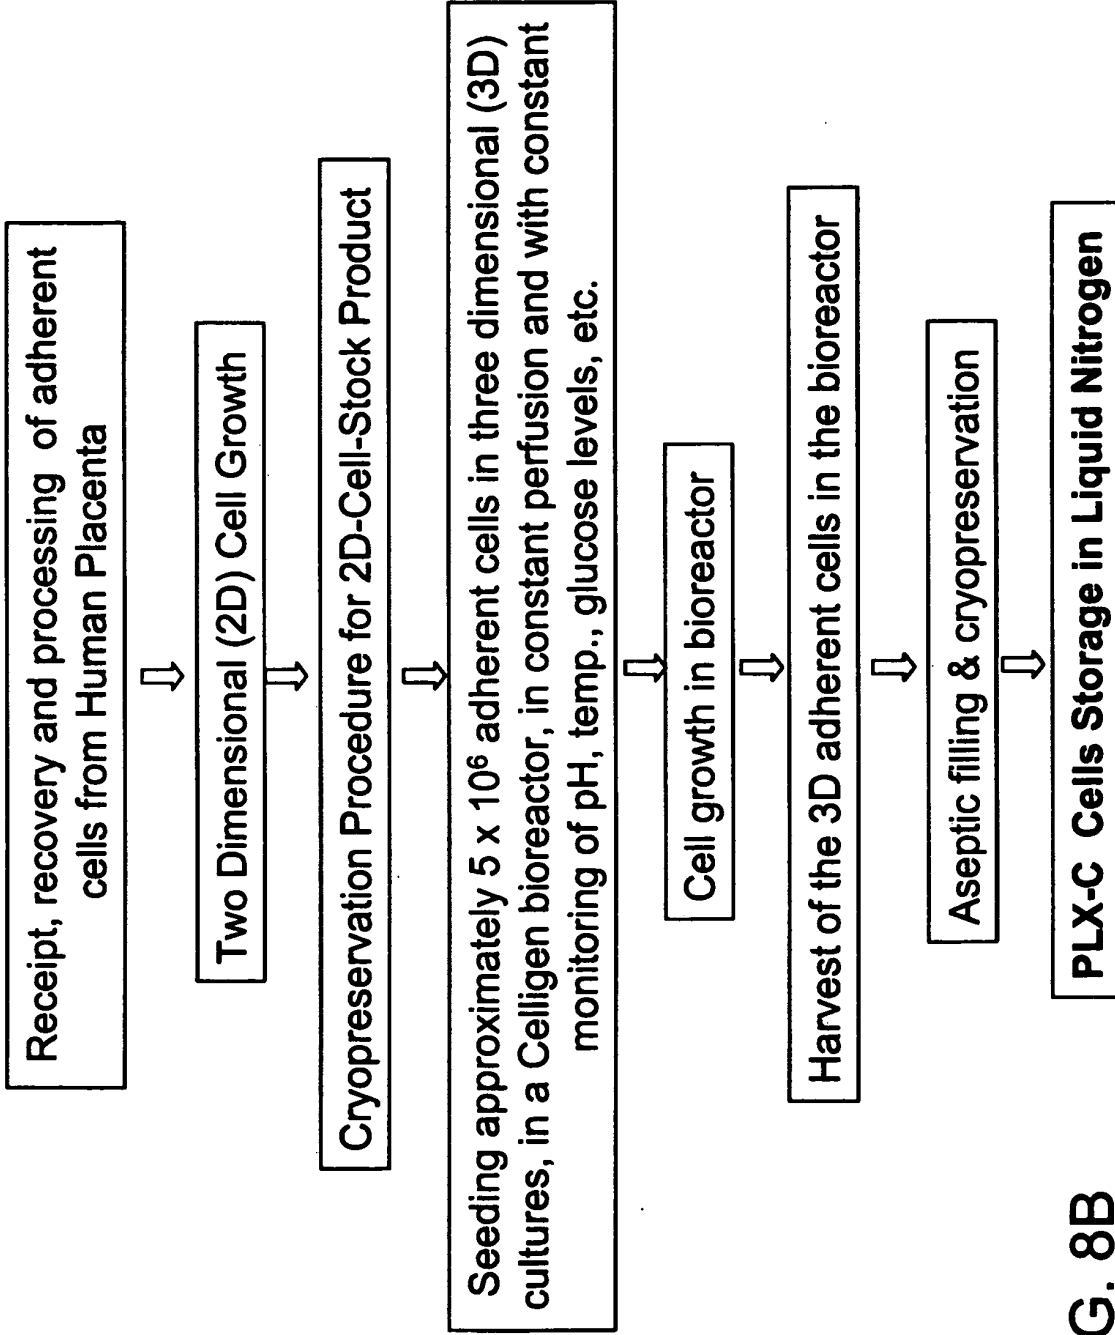 Receipt, recovery and processing of adherent
cells from Human Placenta
Two Dimensional (2D) Cell Growth
Cryopreservation Procedure for 2D-Cell-Stock Product
Seeding approximately 5 x 10⁶ adherent cells in three dimensional (3D)
cultures, in a Celligen bioreactor, in constant perfusion and with constant
monitoring of pH, temp., glucose levels, etc.
Cell growth in bioreactor
Harvest of the 3D adherent cells in the bioreactor
Aseptic filling & cryopreservation
PLX-C Cells Storage in Liquid Nitrogen
G. 8B